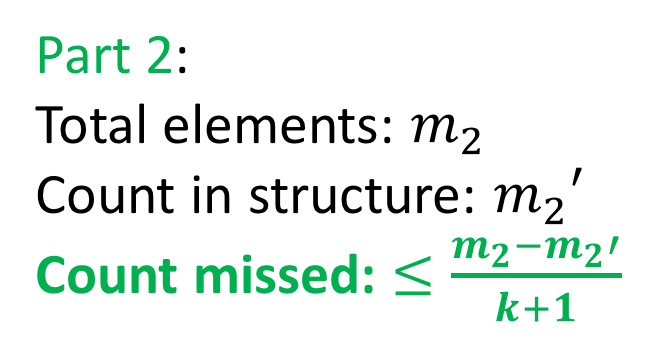 Part 2:
Total elements: m₂
Count in structure: m₂′
Count missed: ≤ (m₂−m₂′)/(k+1)